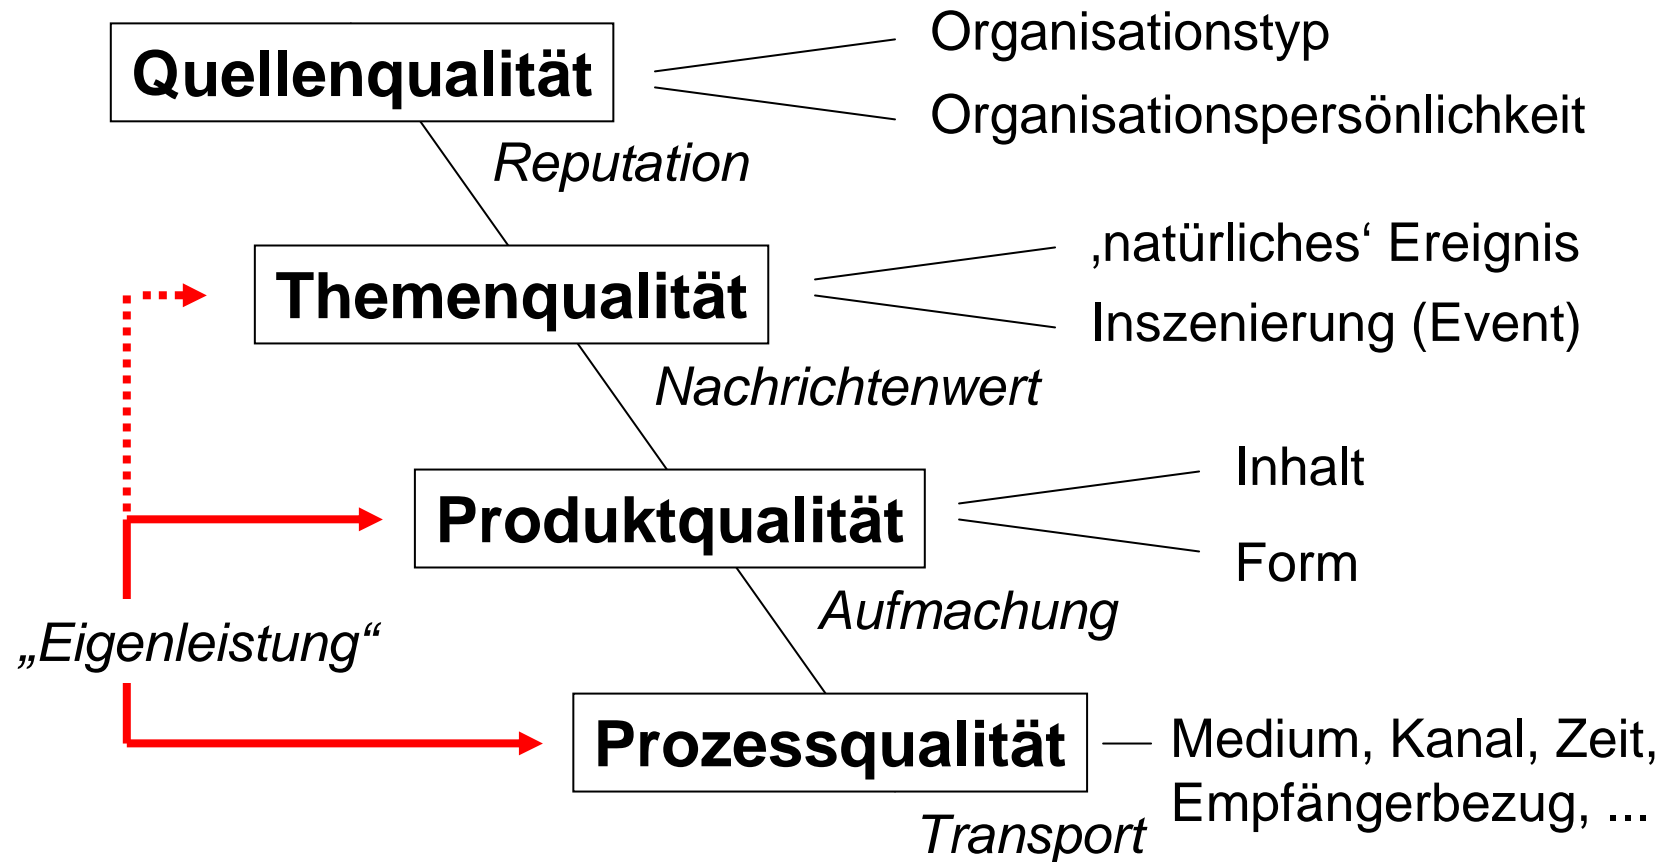 Quellenqualität
Organisationstyp
Organisationspersönlichkeit
Reputation
Themenqualität
‚natürliches‘ Ereignis
Inszenierung (Event)
Nachrichtenwert
Produktqualität
Inhalt
Form
Aufmachung
„Eigenleistung“
Prozessqualität
Medium, Kanal, Zeit,
Empfängerbezug, ...
Transport